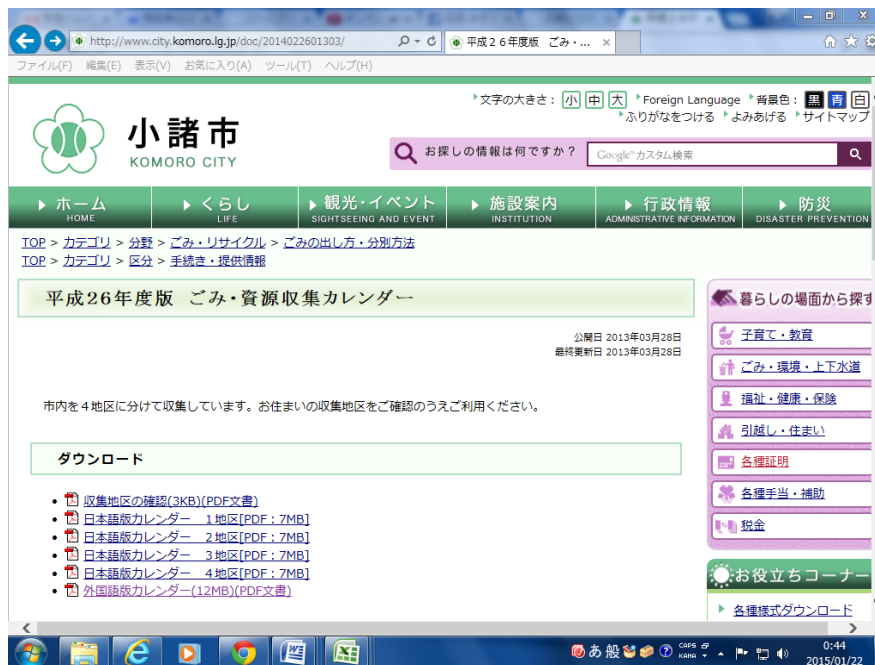 http://www.city.komoro.lg.jp/doc/2014022601303/
平成２６年度版 ごみ・...
ファイル(F) 編集(E) 表示(V) お気に入り(A) ツール(T) ヘルプ(H)
文字の大きさ： 小 中 大 Foreign Language 背景色： 黒 青 白
ふりがなをつける よみあげる サイトマップ
小諸市
KOMORO CITY
お探しの情報は何ですか？ Google™カスタム検索
ホーム くらし 観光・イベント 施設案内 行政情報 防災
HOME LIFE SIGHTSEEING AND EVENT INSTITUTION ADMINISTRATIVE INFORMATION DISASTER PREVENTION
TOP > カテゴリ > 分野 > ごみ・リサイクル > ごみの出し方・分別方法
TOP > カテゴリ > 区分 > 手続き・提供情報
平成26年度版 ごみ・資源収集カレンダー
公開日 2013年03月28日
最終更新日 2013年03月28日
市内を４地区に分けて収集しています。お住まいの収集地区をご確認のうえご利用ください。
ダウンロード
収集地区の確認(3KB)(PDF文書)
日本語版カレンダー　１地区[PDF：7MB]
日本語版カレンダー　２地区[PDF：7MB]
日本語版カレンダー　３地区[PDF：7MB]
日本語版カレンダー　４地区[PDF：7MB]
外国語版カレンダー(12MB)(PDF文書)
暮らしの場面から探す
子育て・教育
ごみ・環境・上下水道
福祉・健康・保険
引越し・住まい
各種証明
各種手当・補助
税金
お役立ちコーナー
各種様式ダウンロード
あ 般 CAPS KANA
0:44
2015/01/22